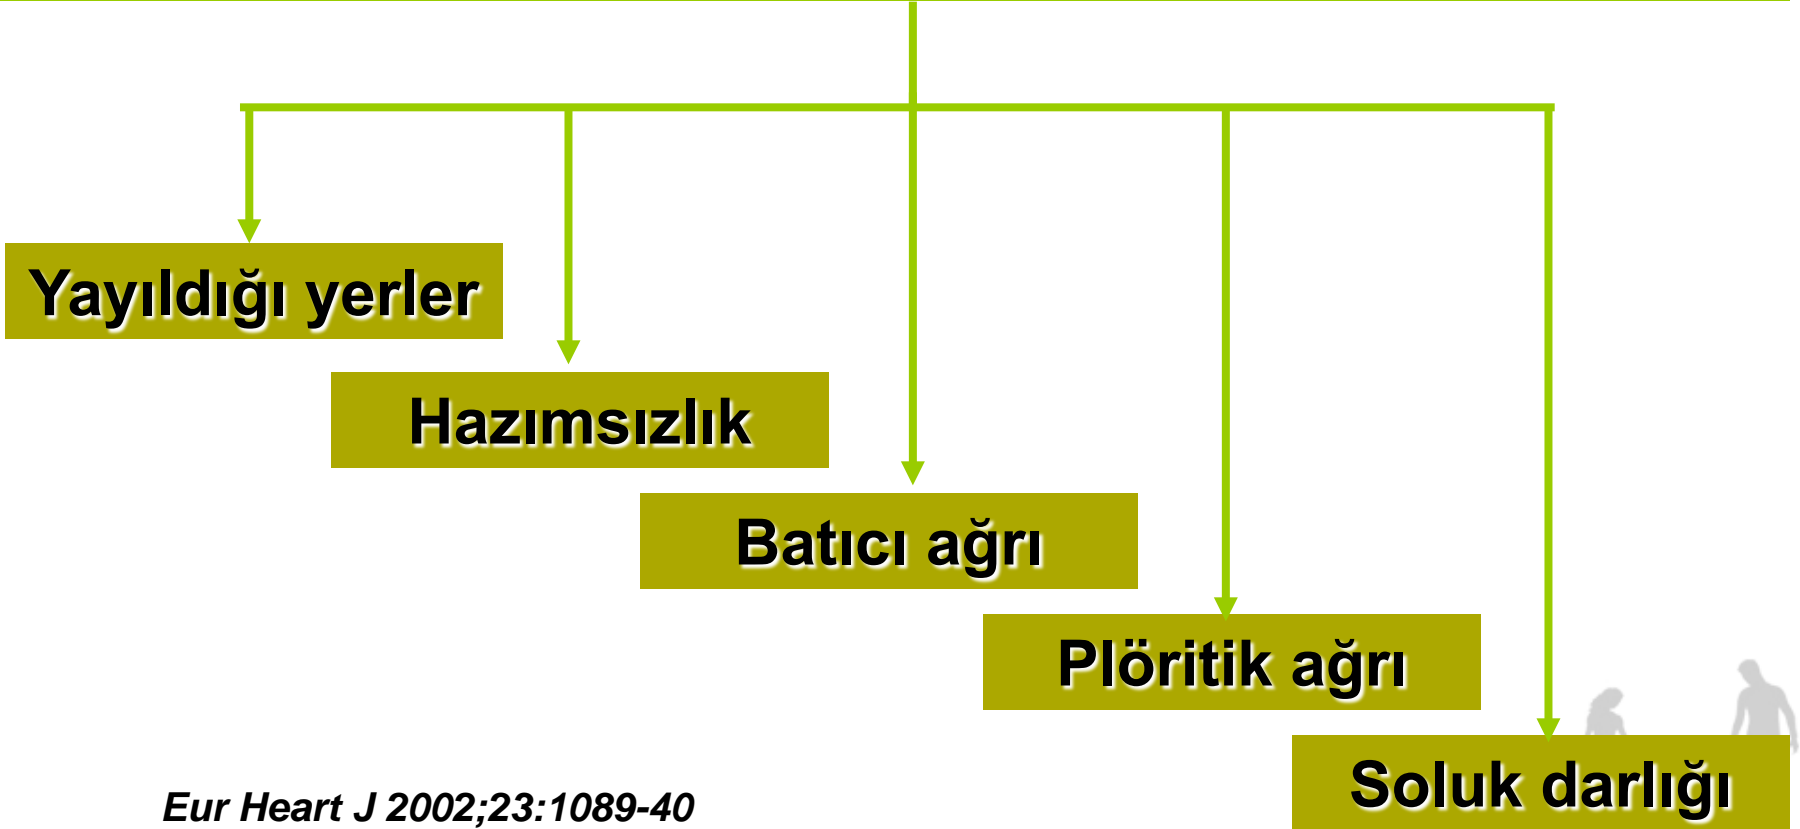 Yayıldığı yerler
Hazımsızlık
Batıcı ağrı
Plöritik ağrı
Soluk darlığı
Eur Heart J 2002;23:1089-40